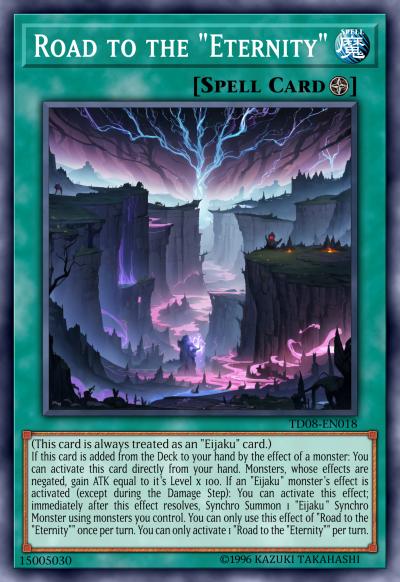 ROAD TO THE "ETERNITY"
SPELL
魔
[SPELL CARD]
TD08-EN018
(This card is always treated as an "Eijaku" card.)
If this card is added from the Deck to your hand by the effect of a monster: You
can activate this card directly from your hand. Monsters, whose effects are
negated, gain ATK equal to it's Level x 100. If an "Eijaku" monster's effect is
activated (except during the Damage Step): You can activate this effect;
immediately after this effect resolves, Synchro Summon 1 "Eijaku" Synchro
Monster using monsters you control. You can only use this effect of "Road to the
"Eternity"" once per turn. You can only activate 1 "Road to the "Eternity"" per turn.
15005030 ©1996 KAZUKI TAKAHASHI